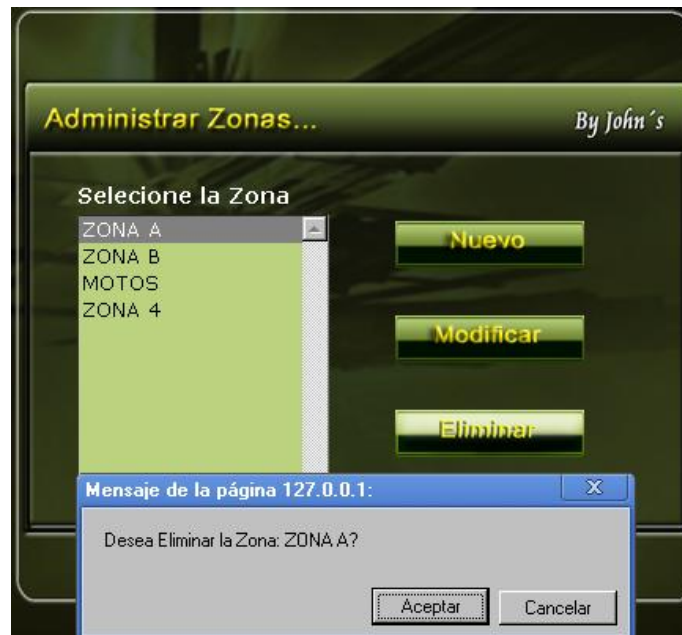 Administrar Zonas...
By John´s
Selecione la Zona
ZONA A
ZONA B
MOTOS
ZONA 4
Nuevo
Modificar
Eliminar
Mensaje de la página 127.0.0.1:
Desea Eliminar la Zona: ZONA A?
Aceptar
Cancelar